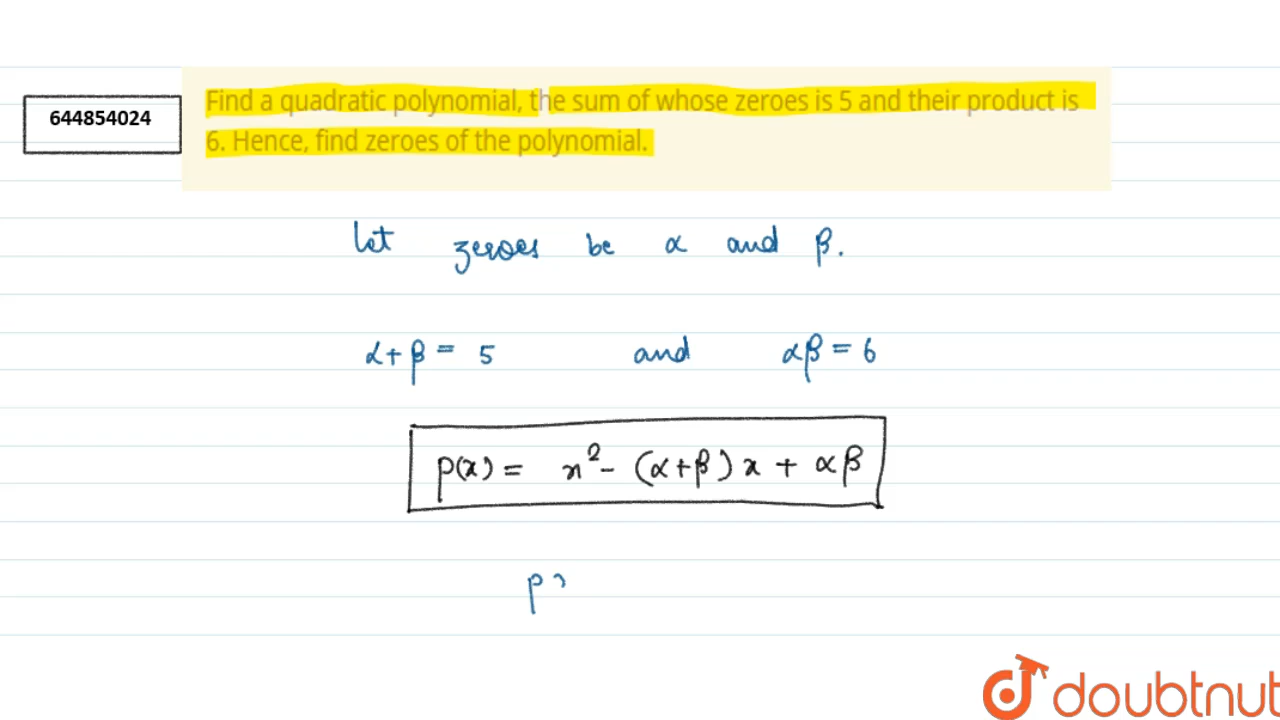 644854024
Find a quadratic polynomial, the sum of whose zeroes is 5 and their product is
6. Hence, find zeroes of the polynomial.
let zeroes be α and β.
α+β = 5 and αβ = 6
p(x) = x² - (α+β) x + αβ
p
doubtnut